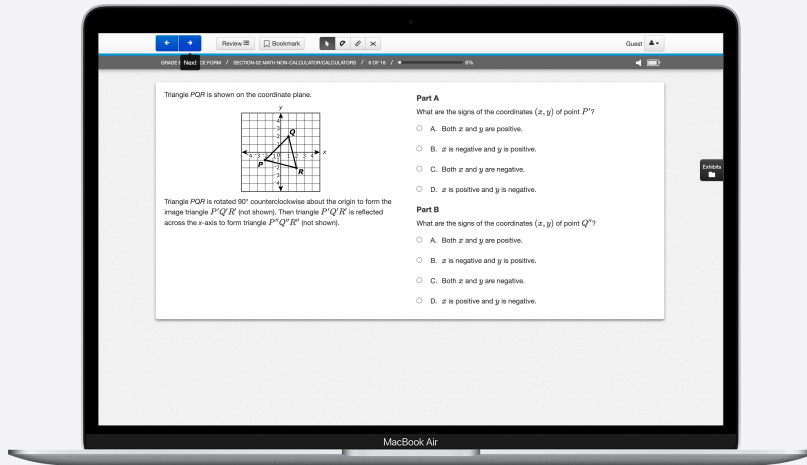 Review
Bookmark
Guest
Next
GRADE
CE FORM / SECTION-02 MATH NON-CALCULATOR/CALCULATORS / 6 OF 18 /
5%
Triangle PQR is shown on the coordinate plane.
y
x
Q
P
R
Triangle PQR is rotated 90° counterclockwise about the origin to form the
image triangle P′Q′R′ (not shown). Then triangle P′Q′R′ is reflected
across the x-axis to form triangle P″Q″R″ (not shown).
Part A
What are the signs of the coordinates (x, y) of point P′?
A. Both x and y are positive.
B. x is negative and y is positive.
C. Both x and y are negative.
D. x is positive and y is negative.
Part B
What are the signs of the coordinates (x, y) of point Q″?
A. Both x and y are positive.
B. x is negative and y is positive.
C. Both x and y are negative.
D. x is positive and y is negative.
Exhibits
MacBook Air